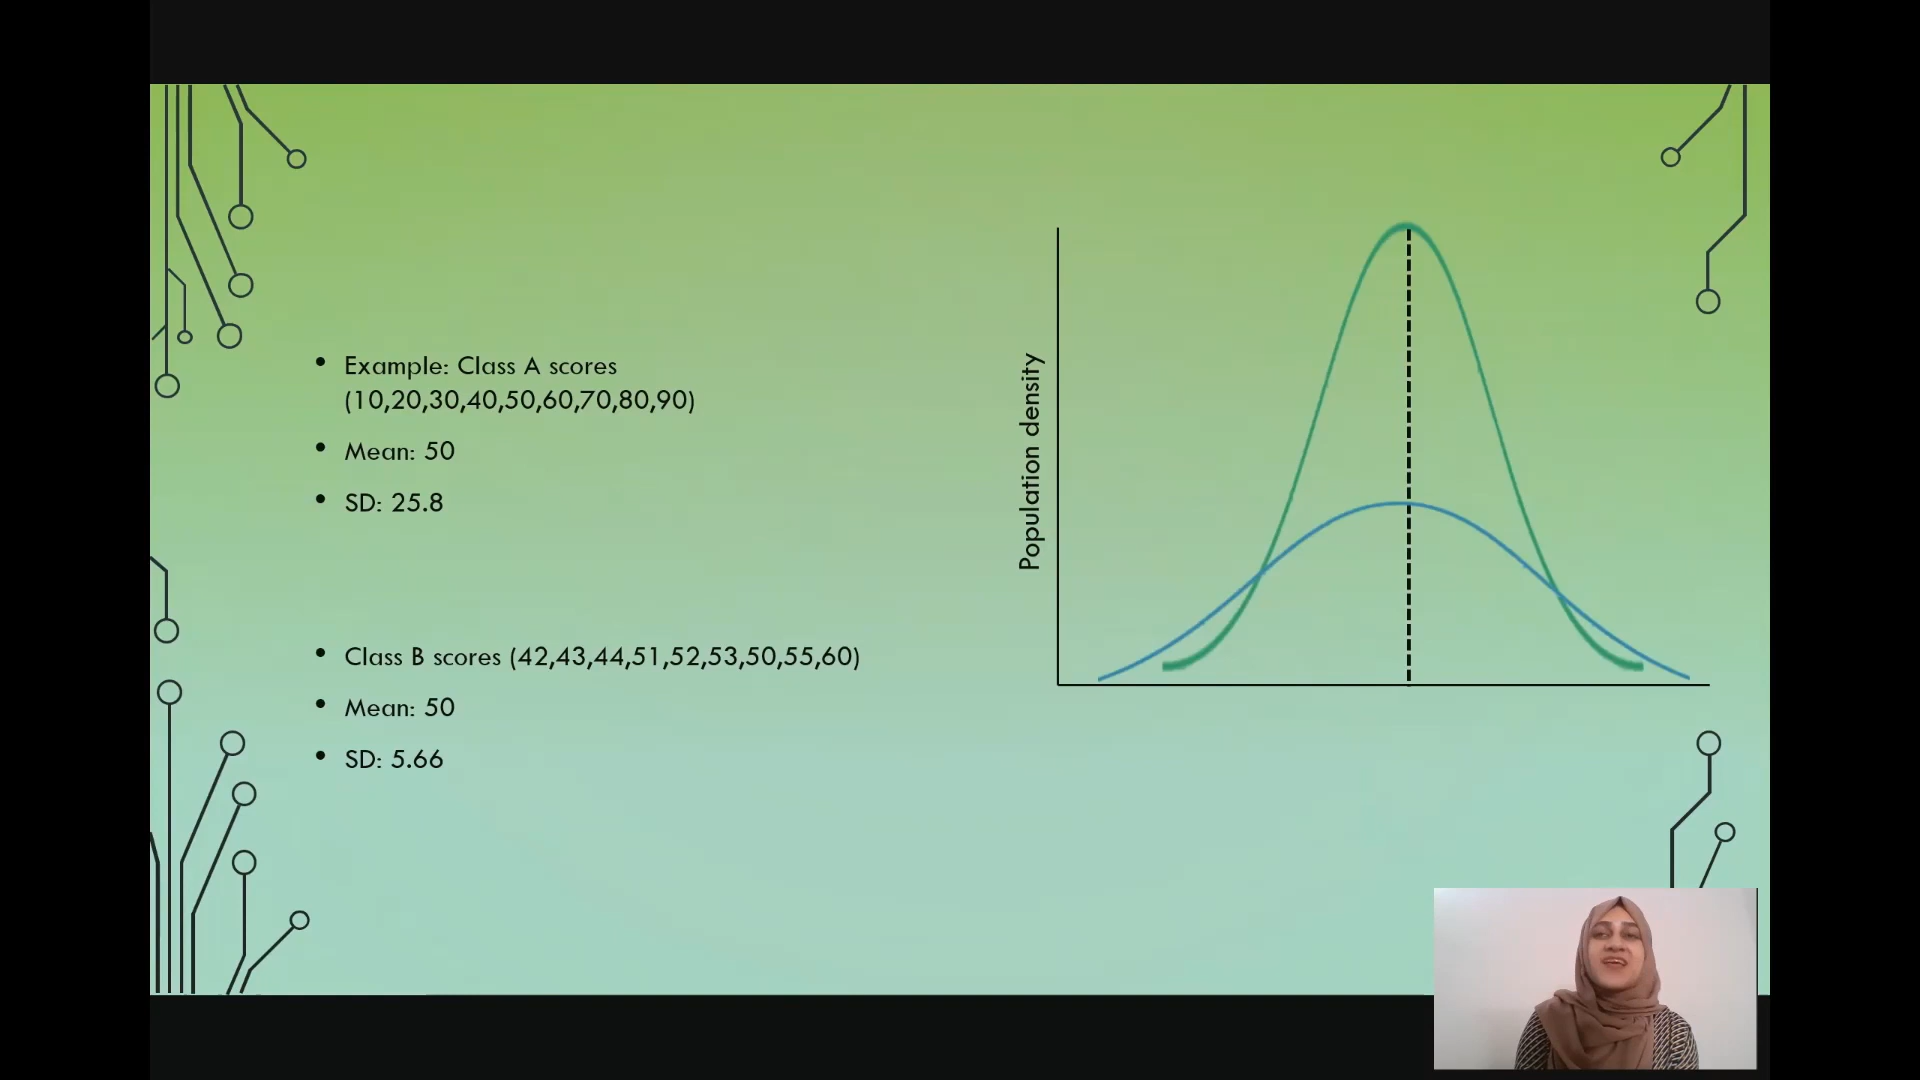 Example: Class A scores
(10,20,30,40,50,60,70,80,90)
Mean: 50
SD: 25.8
Class B scores (42,43,44,51,52,53,50,55,60)
Mean: 50
SD: 5.66
Population density